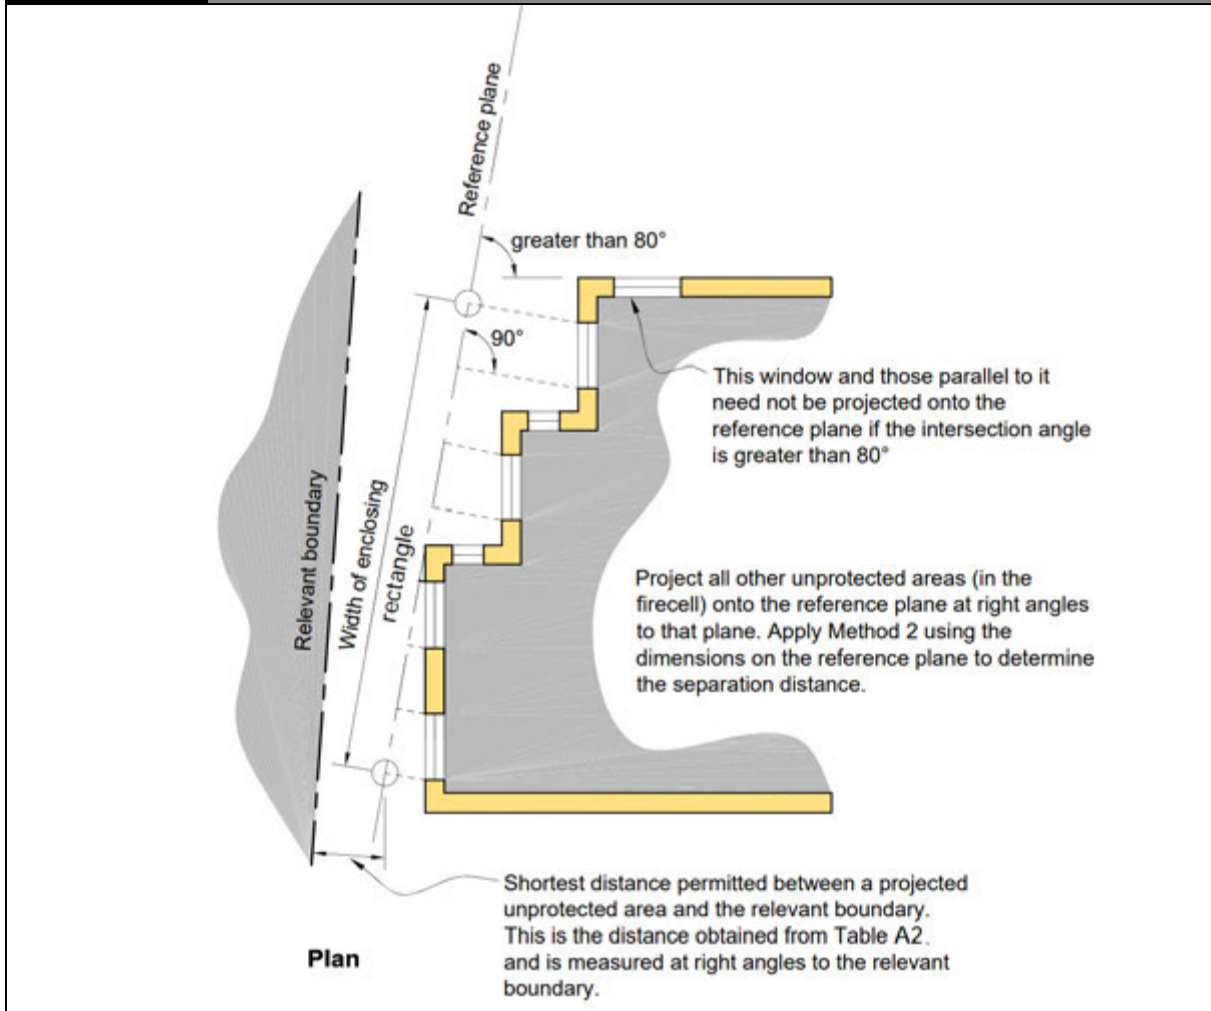 Reference plane
greater than 80°
90°
This window and those parallel to it
need not be projected onto the
reference plane if the intersection angle
is greater than 80°
Relevant boundary
Width of enclosing
rectangle
Project all other unprotected areas (in the
firecell) onto the reference plane at right angles
to that plane. Apply Method 2 using the
dimensions on the reference plane to determine
the separation distance.
Shortest distance permitted between a projected
unprotected area and the relevant boundary.
This is the distance obtained from Table A2,
and is measured at right angles to the relevant
boundary.
Plan